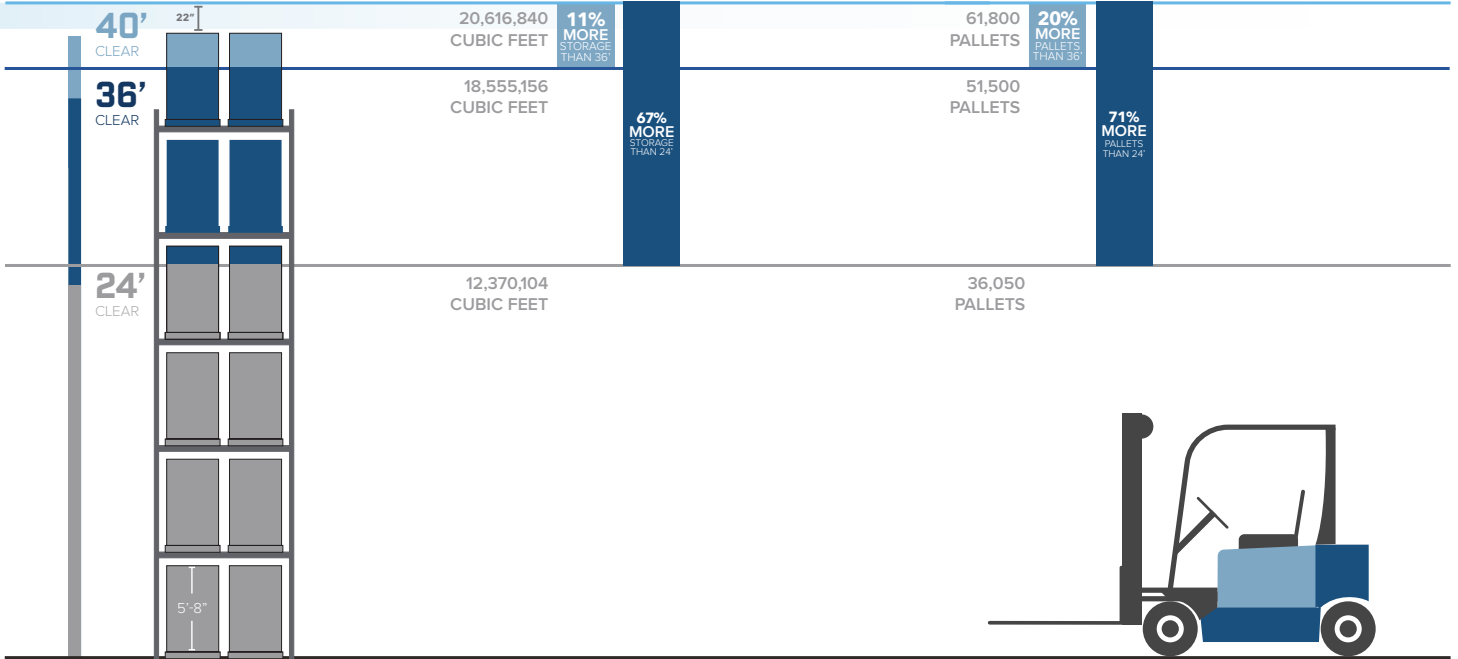 40’
CLEAR
22”
20,616,840
CUBIC FEET
11%
MORE
STORAGE
THAN 36’
61,800
PALLETS
20%
MORE
PALLETS
THAN 36’
36’
CLEAR
18,555,156
CUBIC FEET
67%
MORE
STORAGE
THAN 24’
51,500
PALLETS
71%
MORE
PALLETS
THAN 24’
24’
CLEAR
12,370,104
CUBIC FEET
36,050
PALLETS
5’-8”